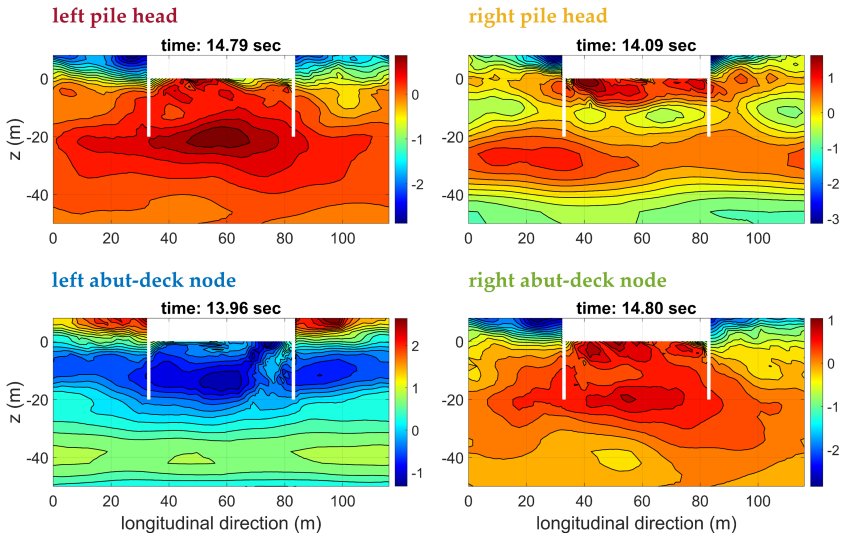 left pile head
right pile head
time: 14.79 sec
time: 14.09 sec
z (m)
0
-20
-40
0 20 40 60 80 100
0
-1
-2
0
-20
-40
0 20 40 60 80 100
1
0
-1
-2
-3
left abut-deck node
right abut-deck node
time: 13.96 sec
time: 14.80 sec
z (m)
0
-20
-40
0 20 40 60 80 100
longitudinal direction (m)
2
1
0
-1
0
-20
-40
0 20 40 60 80 100
longitudinal direction (m)
1
0
-1
-2